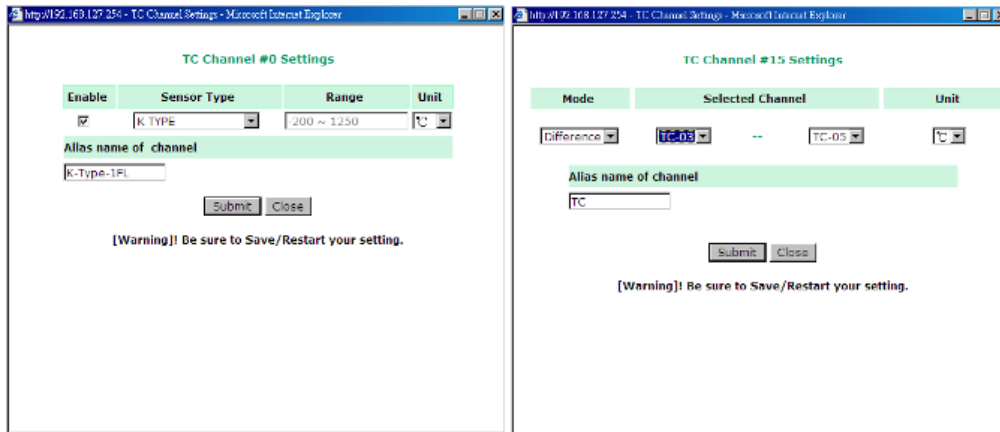 http://192.168.127.254 - TC Channel Settings - Microsoft Internet Explorer
TC Channel #0 Settings
Enable Sensor Type Range Unit
K TYPE -200 ~ 1250 ℃
Alias name of channel
K-Type-1FL
Submit Close
[Warning]! Be sure to Save/Restart your setting.
http://192.168.127.254 - TC Channel Settings - Microsoft Internet Explorer
TC Channel #15 Settings
Mode Selected Channel Unit
Difference TC-03 -- TC-05 ℃
Alias name of channel
TC
Submit Close
[Warning]! Be sure to Save/Restart your setting.